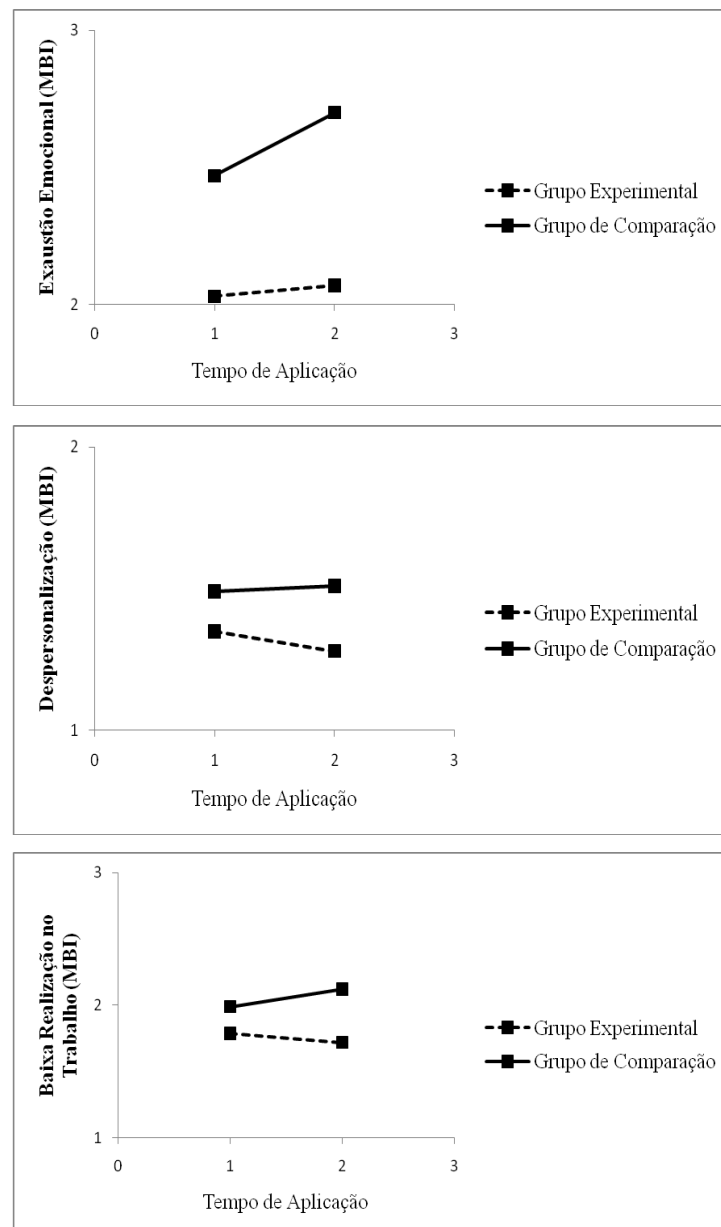 3
Exaustão Emocional (MBI)
Grupo Experimental
Grupo de Comparação
2
0
1
2
3
Tempo de Aplicação
2
Despersonalização (MBI)
Grupo Experimental
Grupo de Comparação
1
0
1
2
3
Tempo de Aplicação
3
Baixa Realização no
Trabalho (MBI)
2
Grupo Experimental
Grupo de Comparação
1
0
1
2
3
Tempo de Aplicação